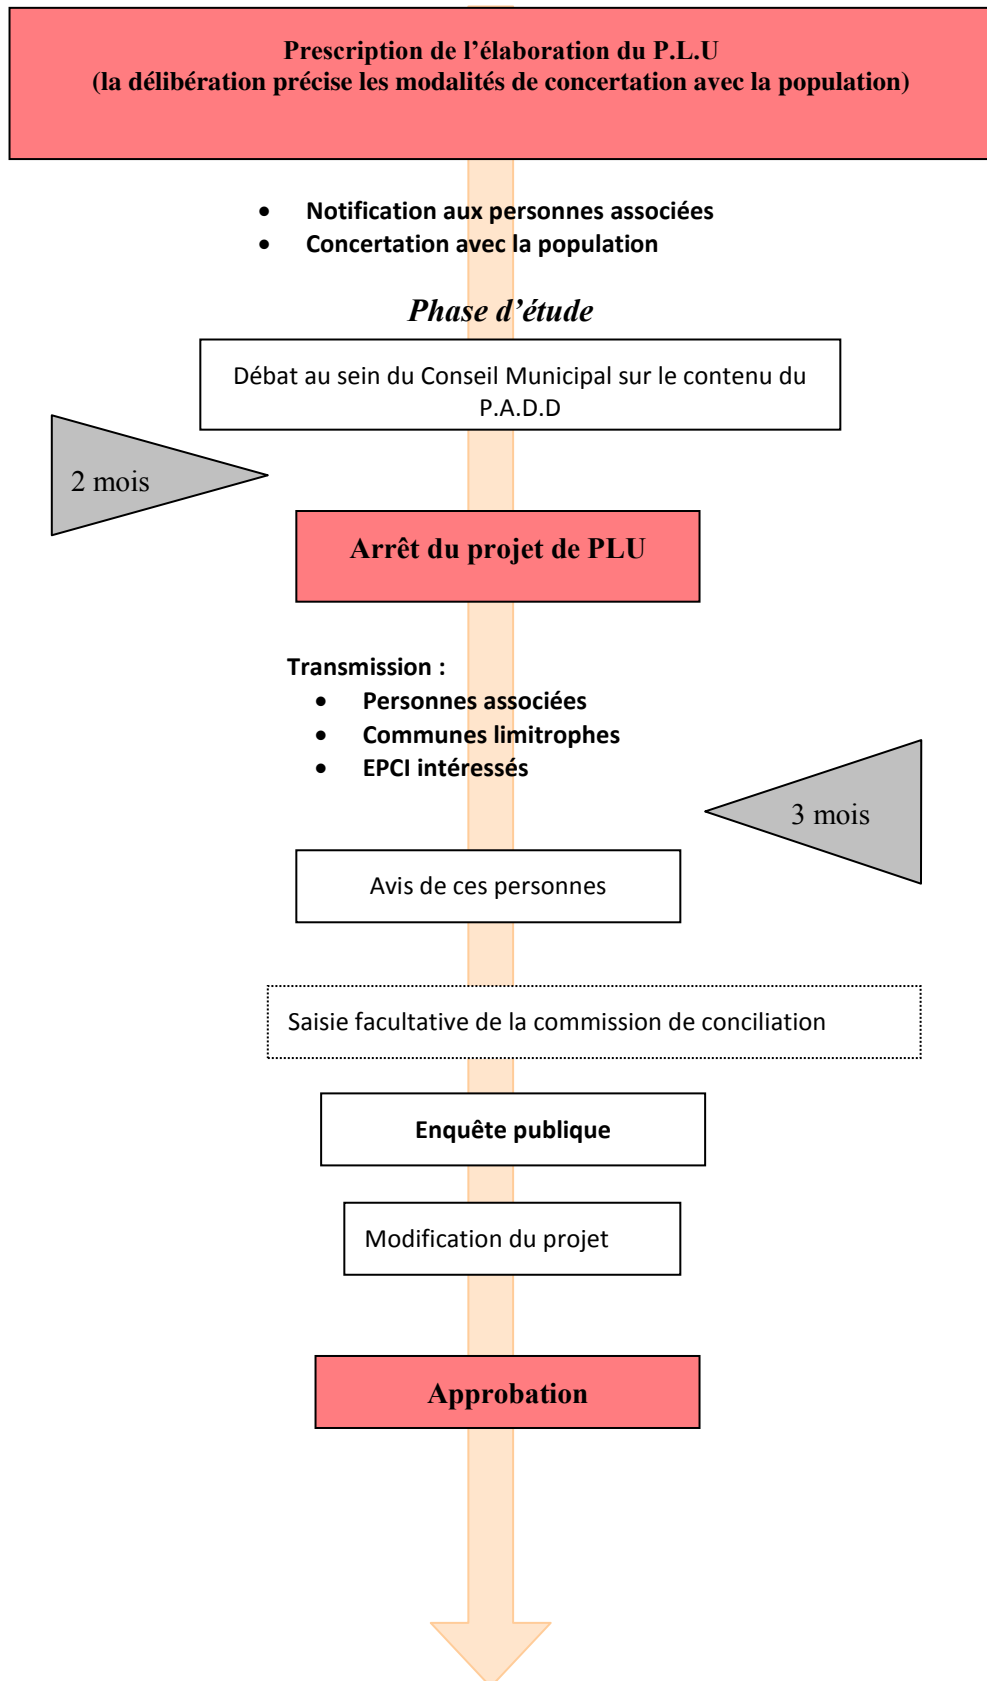 Prescription de l’élaboration du P.L.U
(la délibération précise les modalités de concertation avec la population)
• Notification aux personnes associées
• Concertation avec la population
Phase d’étude
Débat au sein du Conseil Municipal sur le contenu du
P.A.D.D
2 mois
Arrêt du projet de PLU
Transmission :
• Personnes associées
• Communes limitrophes
• EPCI intéressés
3 mois
Avis de ces personnes
Saisie facultative de la commission de conciliation
Enquête publique
Modification du projet
Approbation